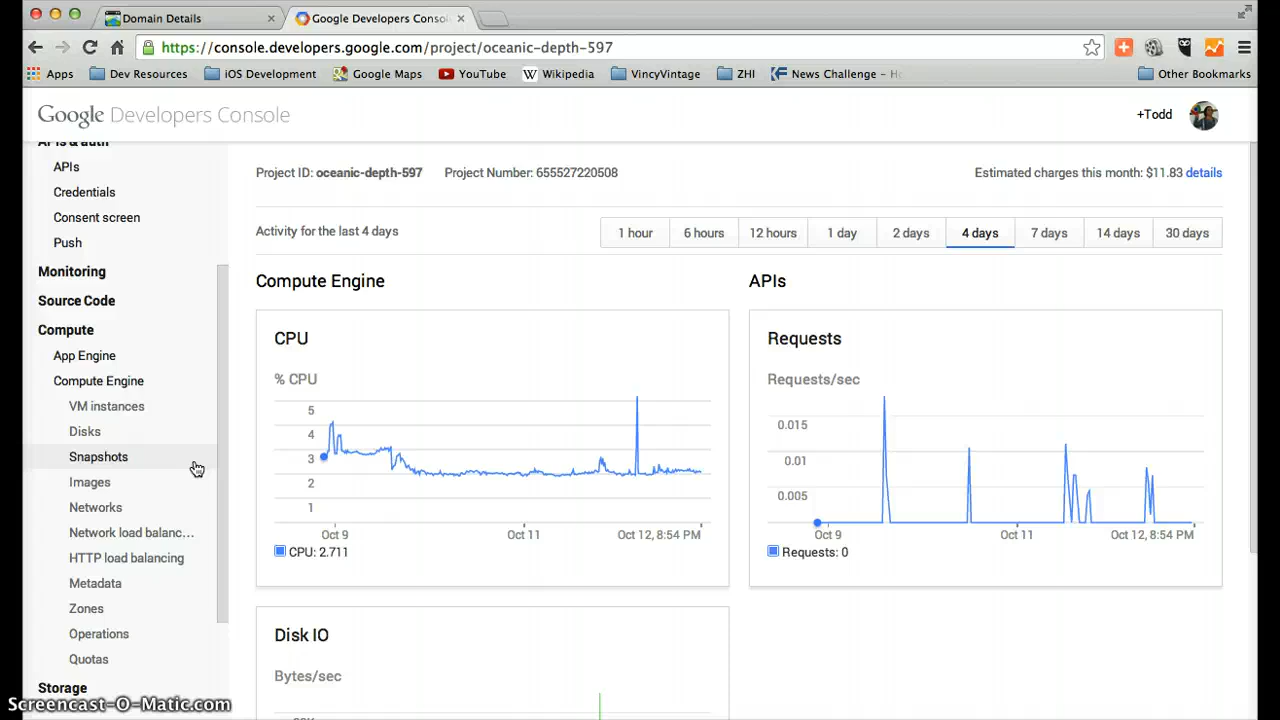 Domain Details
Google Developers Conso
https://console.developers.google.com/project/oceanic-depth-597
Apps
Dev Resources
iOS Development
Google Maps
YouTube
Wikipedia
VincyVintage
ZHI
News Challenge – Ho
Other Bookmarks
Google Developers Console
+Todd
APIs & auth
APIs
Credentials
Consent screen
Push
Monitoring
Source Code
Compute
App Engine
Compute Engine
VM instances
Disks
Snapshots
Images
Networks
Network load balanc...
HTTP load balancing
Metadata
Zones
Operations
Quotas
Storage
Project ID: oceanic-depth-597 Project Number: 655527220508
Estimated charges this month: $11.83 details
Activity for the last 4 days
1 hour
6 hours
12 hours
1 day
2 days
4 days
7 days
14 days
30 days
Compute Engine
CPU
% CPU
5
4
3
2
1
Oct 9
Oct 11
Oct 12, 8:54 PM
CPU: 2.711
APIs
Requests
Requests/sec
0.015
0.01
0.005
Oct 9
Oct 11
Oct 12, 8:54 PM
Requests: 0
Disk IO
Bytes/sec
Screencast-O-Matic.com